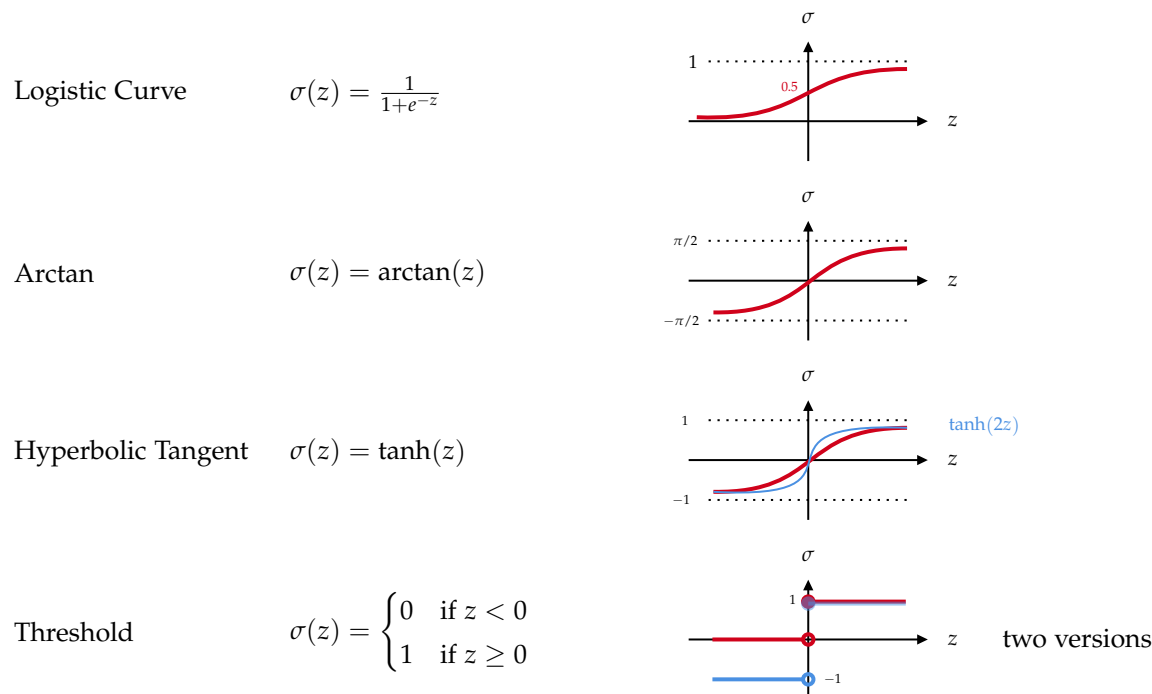 σ
Logistic Curve σ(z) = 1/(1+e^{−z}) 1 0.5 z
σ
Arctan σ(z) = arctan(z) π/2 z
−π/2
σ
1 tanh(2z)
Hyperbolic Tangent σ(z) = tanh(z) z
−1
σ
1
Threshold σ(z) = { 0 if z < 0 z two versions
1 if z ≥ 0
−1